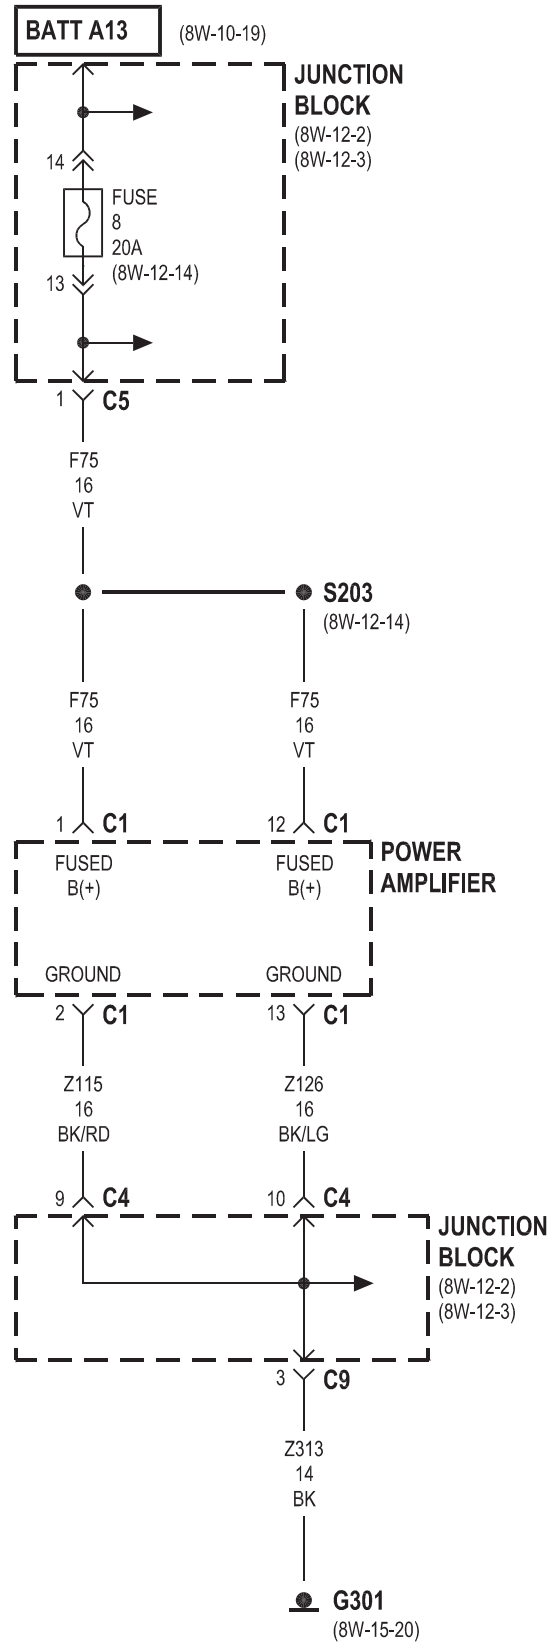 BATT A13 (8W-10-19)
JUNCTION
BLOCK
(8W-12-2)
(8W-12-3)
14
FUSE
8
20A
(8W-12-14)
13
1 C5
F75
16
VT
S203
(8W-12-14)
F75 F75
16 16
VT VT
1 C1 12 C1
POWER
AMPLIFIER
FUSED FUSED
B(+) B(+)
GROUND GROUND
2 C1 13 C1
Z115 Z126
16 16
BK/RD BK/LG
9 C4 10 C4
JUNCTION
BLOCK
(8W-12-2)
(8W-12-3)
3 C9
Z313
14
BK
G301
(8W-15-20)